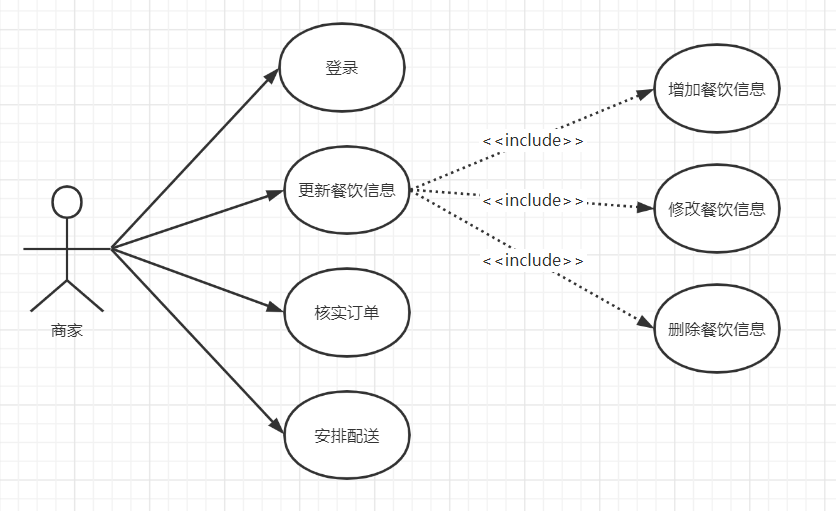 登录
增加餐饮信息
<<include>>
更新餐饮信息
<<include>>
修改餐饮信息
<<include>>
核实订单
删除餐饮信息
商家
安排配送